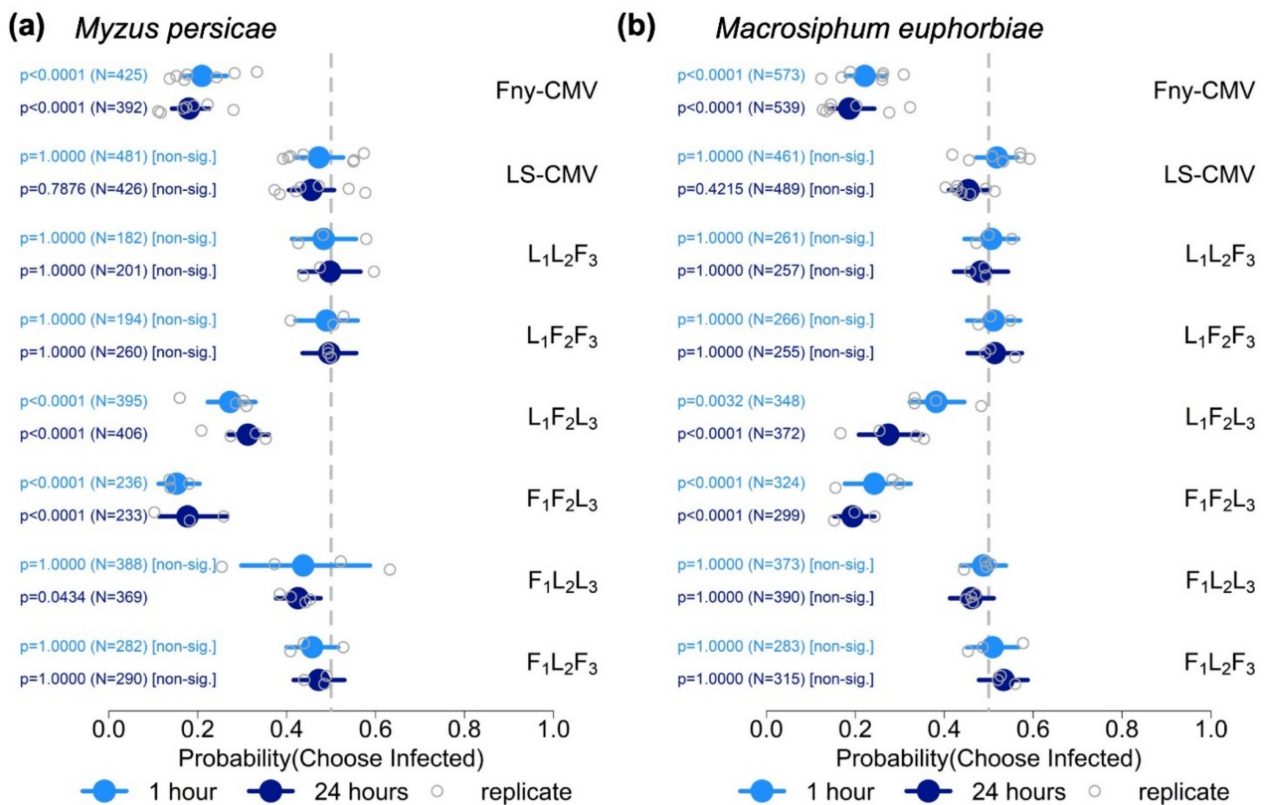 (a) Myzus persicae
p<0.0001 (N=425)
Fny-CMV
p<0.0001 (N=392)
p=1.0000 (N=481) [non-sig.]
LS-CMV
p=0.7876 (N=426) [non-sig.]
p=1.0000 (N=182) [non-sig.]
L₁L₂F₃
p=1.0000 (N=201) [non-sig.]
p=1.0000 (N=194) [non-sig.]
L₁F₂F₃
p=1.0000 (N=260) [non-sig.]
p<0.0001 (N=395)
L₁F₂L₃
p<0.0001 (N=406)
p<0.0001 (N=236)
F₁F₂L₃
p<0.0001 (N=233)
p=1.0000 (N=388) [non-sig.]
F₁L₂L₃
p=0.0434 (N=369)
p=1.0000 (N=282) [non-sig.]
F₁L₂F₃
p=1.0000 (N=290) [non-sig.]
0.0 0.2 0.4 0.6 0.8 1.0
Probability(Choose Infected)
1 hour 24 hours replicate
(b) Macrosiphum euphorbiae
p<0.0001 (N=573)
Fny-CMV
p<0.0001 (N=539)
p=1.0000 (N=461) [non-sig.]
LS-CMV
p=0.4215 (N=489) [non-sig.]
p=1.0000 (N=261) [non-sig.]
L₁L₂F₃
p=1.0000 (N=257) [non-sig.]
p=1.0000 (N=266) [non-sig.]
L₁F₂F₃
p=1.0000 (N=255) [non-sig.]
p=0.0032 (N=348)
L₁F₂L₃
p<0.0001 (N=372)
p<0.0001 (N=324)
F₁F₂L₃
p<0.0001 (N=299)
p=1.0000 (N=373) [non-sig.]
F₁L₂L₃
p=1.0000 (N=390) [non-sig.]
p=1.0000 (N=283) [non-sig.]
F₁L₂F₃
p=1.0000 (N=315) [non-sig.]
0.0 0.2 0.4 0.6 0.8 1.0
Probability(Choose Infected)
1 hour 24 hours replicate